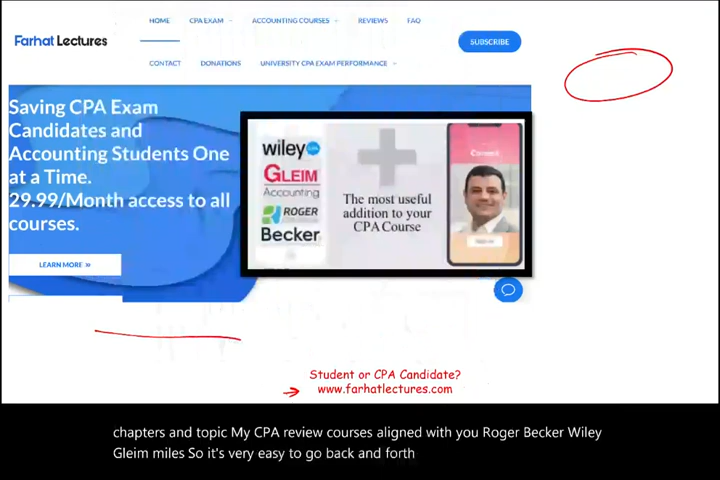 HOME CPA EXAM ACCOUNTING COURSES REVIEWS FAQ
Farhat Lectures
SUBSCRIBE
CONTACT DONATIONS UNIVERSITY CPA EXAM PERFORMANCE
Saving CPA Exam
Candidates and
Accounting Students One
at a Time.
29.99/Month access to all
courses.
LEARN MORE »
wiley
GLEIM
Accounting
ROGER
Becker
The most useful
addition to your
CPA Course
Student or CPA Candidate?
www.farhatlectures.com
chapters and topic My CPA review courses aligned with you Roger Becker Wiley
Gleim miles So it's very easy to go back and forth